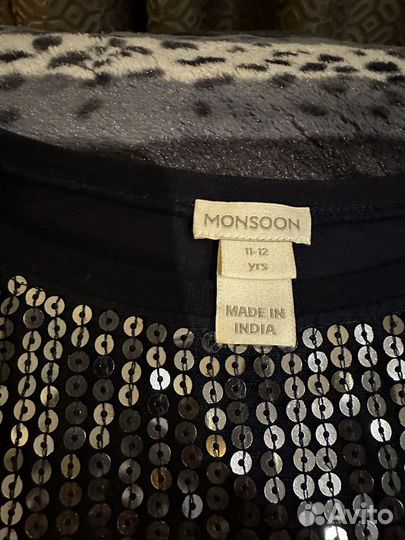 MONSOON
11-12
yrs
MADE IN
INDIA
Avito